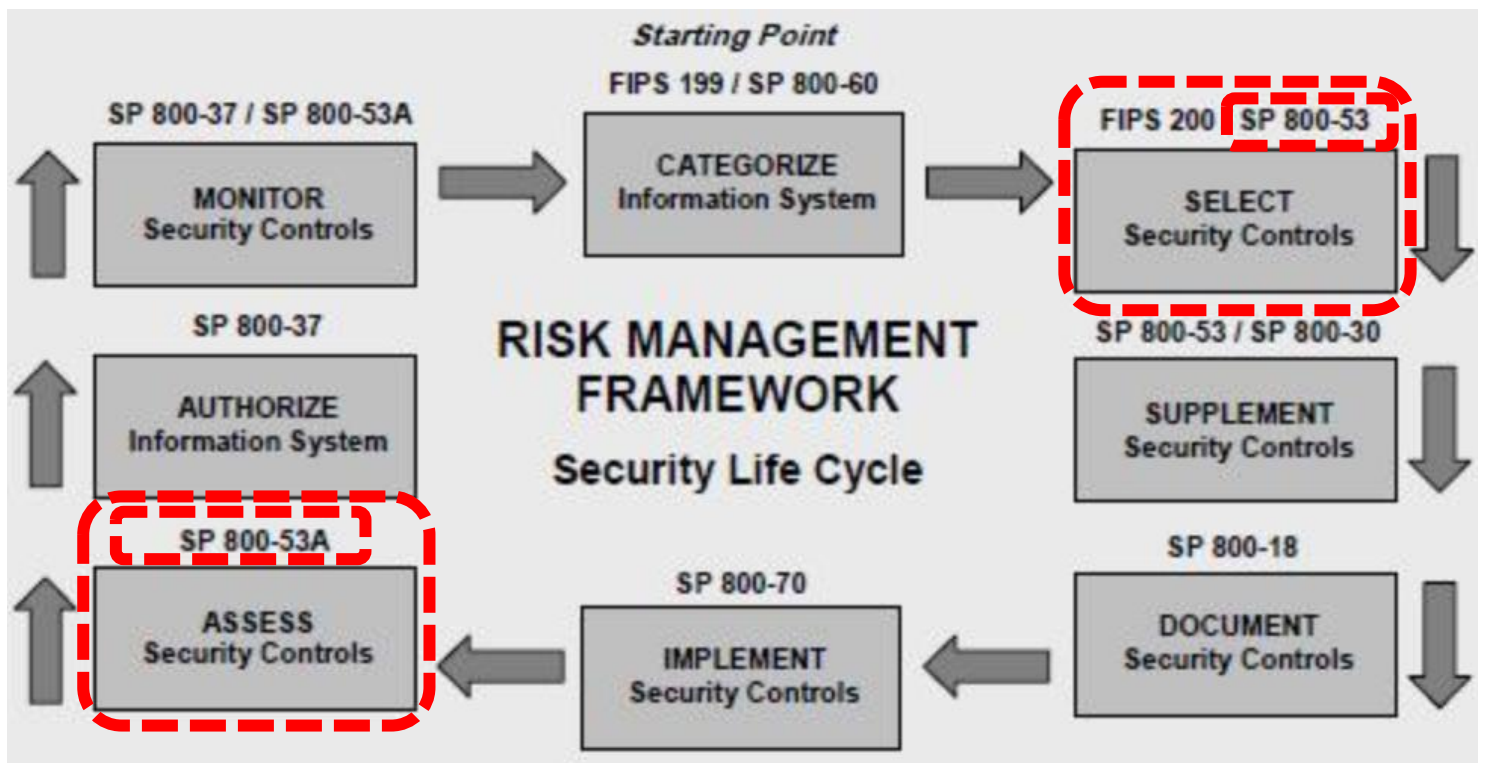 Starting Point
FIPS 199 / SP 800-60
CATEGORIZE
Information System
FIPS 200
SP 800-53
SELECT
Security Controls
SP 800-53 / SP 800-30
SUPPLEMENT
Security Controls
SP 800-18
DOCUMENT
Security Controls
SP 800-70
IMPLEMENT
Security Controls
SP 800-53A
ASSESS
Security Controls
SP 800-37
AUTHORIZE
Information System
SP 800-37 / SP 800-53A
MONITOR
Security Controls
RISK MANAGEMENT
FRAMEWORK
Security Life Cycle